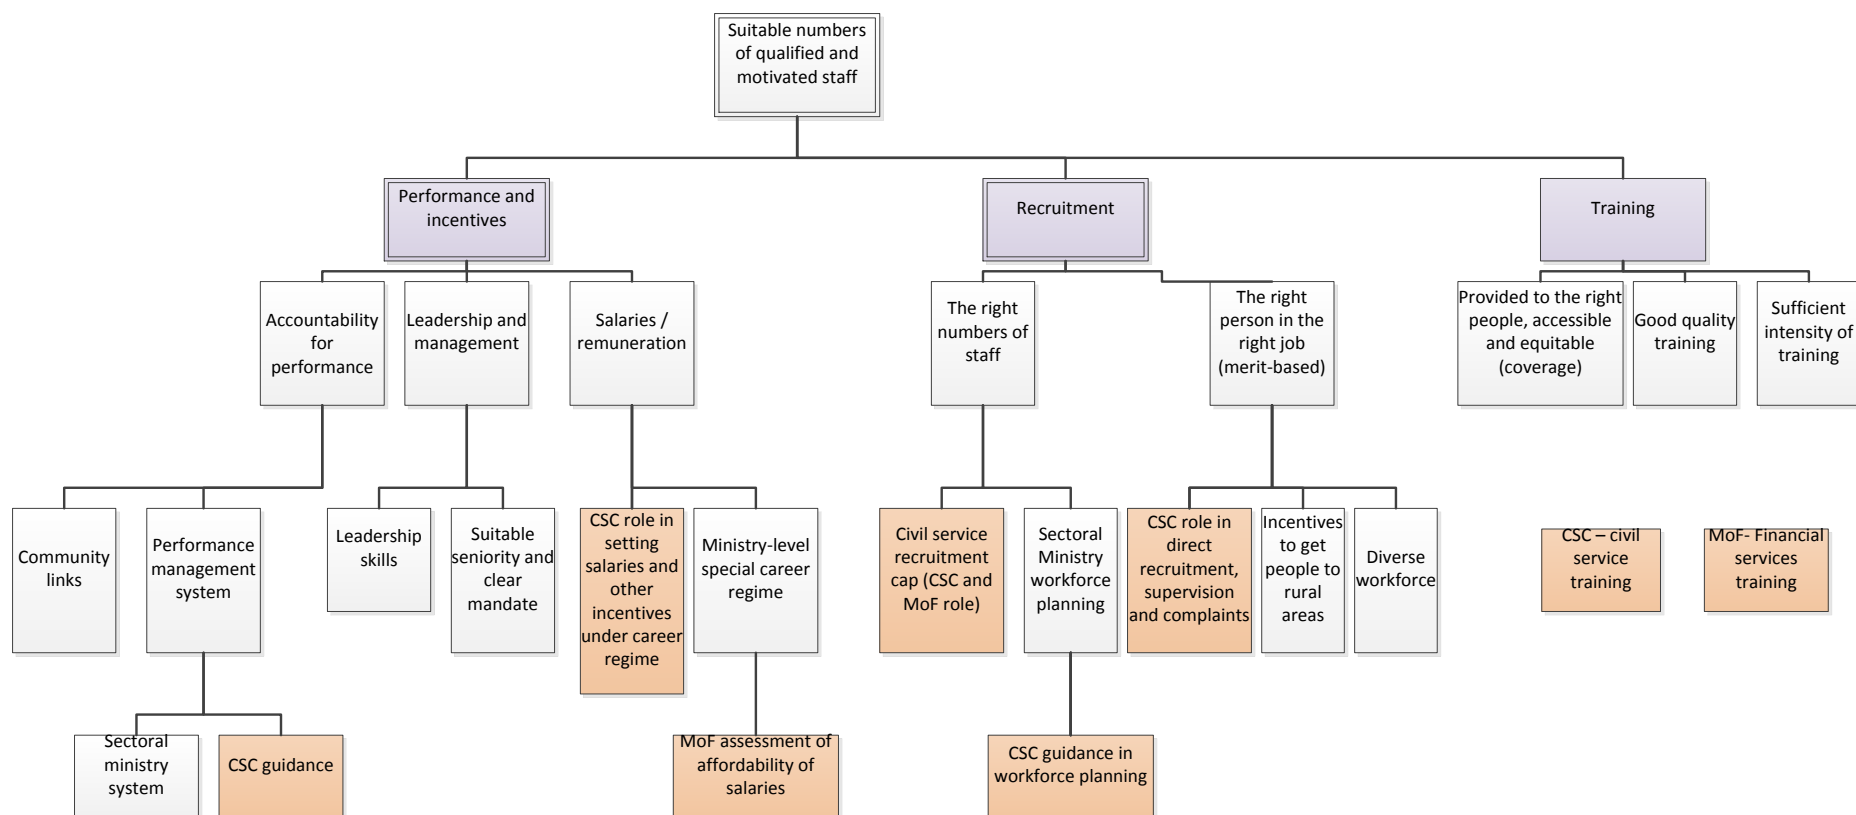 Suitable numbers
of qualified and
motivated staff
Performance and
incentives
Recruitment
Training
Accountability
for
performance
Leadership and
management
Salaries /
remuneration
The right
numbers of
staff
The right
person in the
right job
(merit-based)
Provided to the right
people, accessible
and equitable
(coverage)
Good quality
training
Sufficient
intensity of
training
Community
links
Performance
management
system
Leadership
skills
Suitable
seniority and
clear
mandate
CSC role in
setting
salaries and
other
incentives
under career
regime
Ministry-level
special career
regime
Civil service
recruitment
cap (CSC and
MoF role)
Sectoral
Ministry
workforce
planning
CSC role in
direct
recruitment,
supervision
and complaints
Incentives
to get
people to
rural
areas
Diverse
workforce
CSC – civil
service
training
MoF- Financial
services
training
Sectoral
ministry
system
CSC guidance
MoF assessment of
affordability of
salaries
CSC guidance in
workforce planning